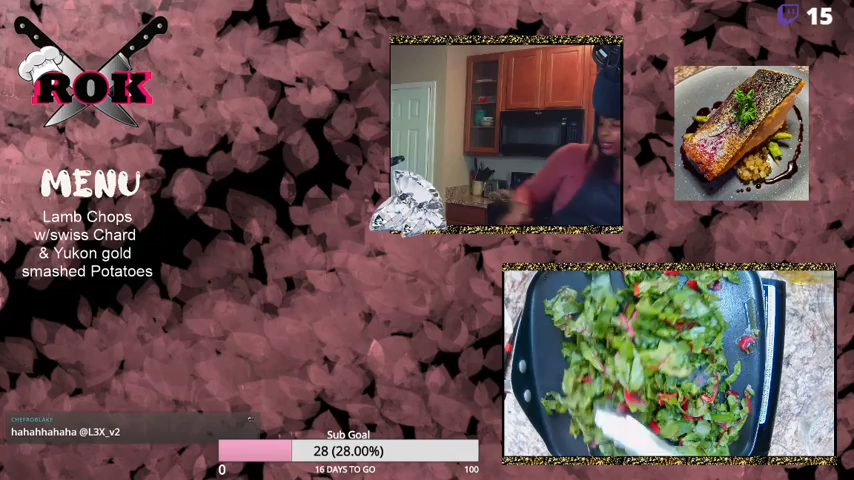 15
ROK
MENU
Lamb Chops
w/swiss Chard
& Yukon gold
smashed Potatoes
CHEFROBLAKE
hahahhahaha @L3X_v2
Sub Goal
28 (28.00%)
0
16 DAYS TO GO
100